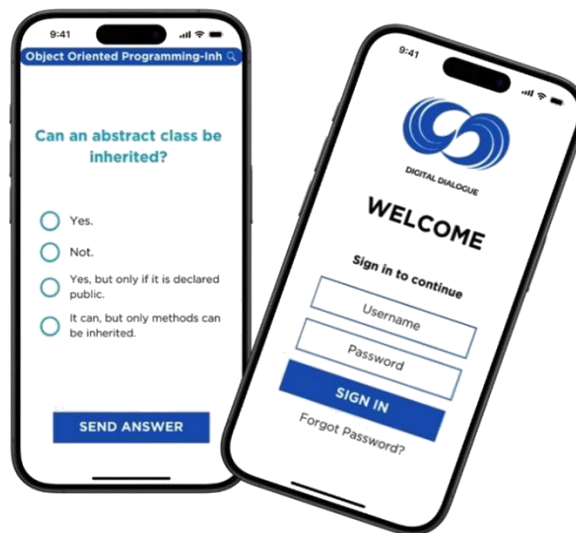 9:41
Object Oriented Programming-Inh
Can an abstract class be
inherited?
Yes.
Not.
Yes, but only if it is declared
public.
It can, but only methods can
be inherited.
SEND ANSWER
9:41
DIGITAL DIALOGUE
WELCOME
Sign in to continue
Username
Password
SIGN IN
Forgot Password?